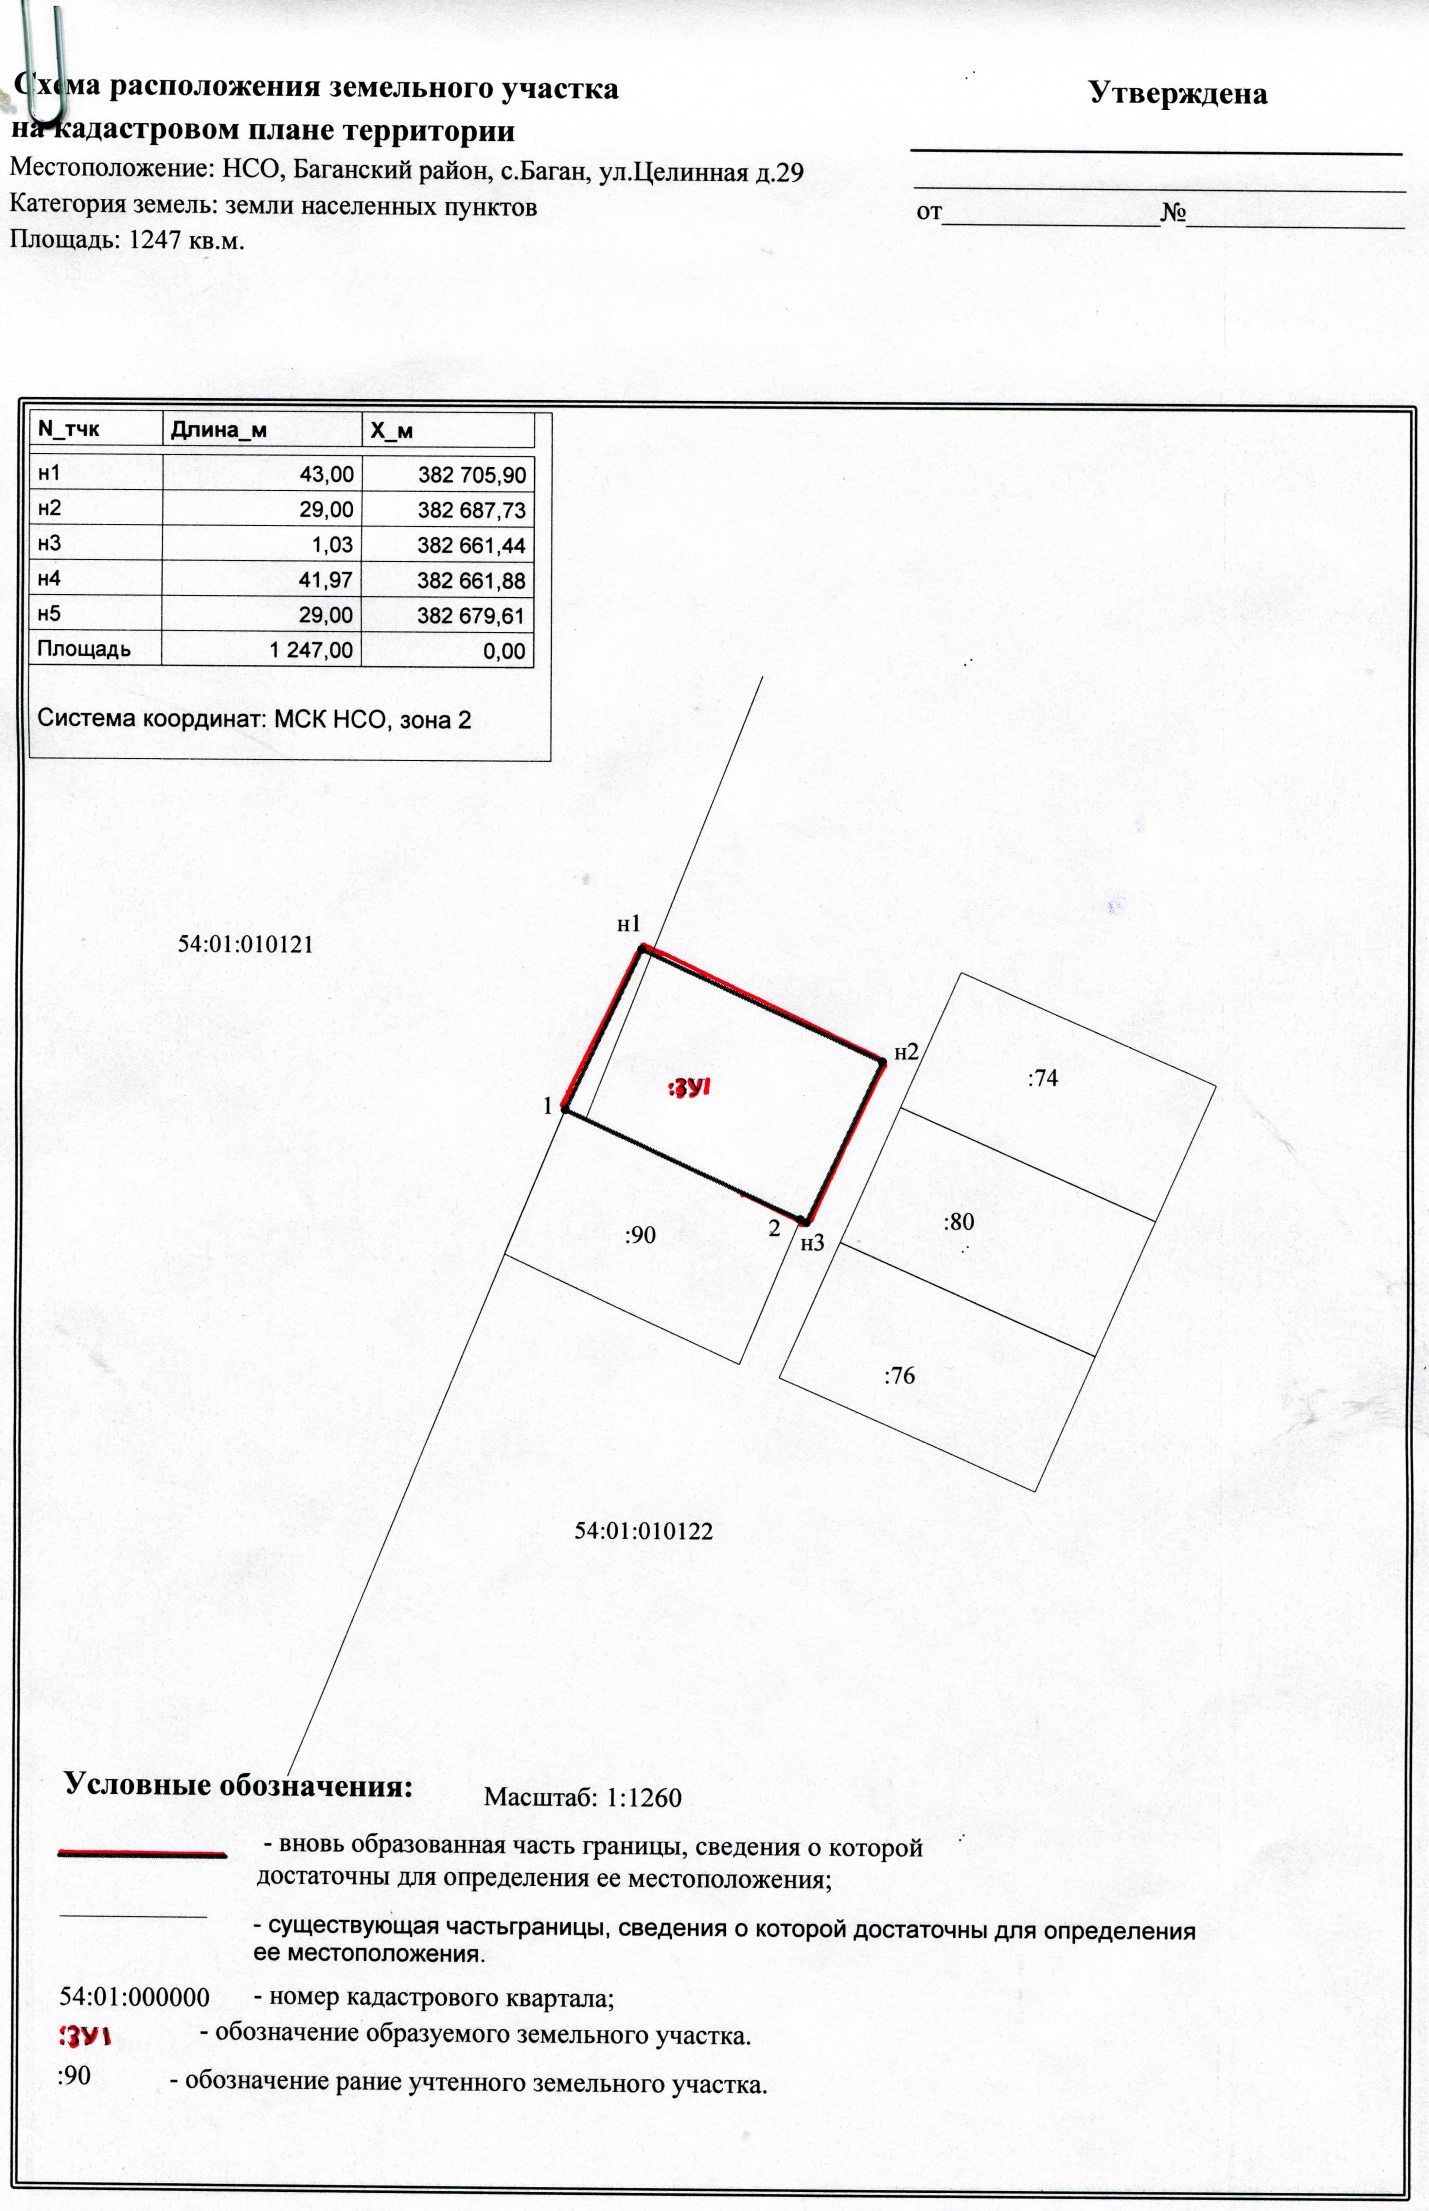 Схема расположения земельного участка
на кадастровом плане территории
Местоположение: НСО, Баганский район, с.Баган, ул.Целинная д.29
Категория земель: земли населенных пунктов
Площадь: 1247 кв.м.
Утверждена
от №
N_тчк Длина_м X_м
н1 43,00 382 705,90
н2 29,00 382 687,73
н3 1,03 382 661,44
н4 41,97 382 661,88
н5 29,00 382 679,61
Площадь 1 247,00 0,00
Система координат: МСК НСО, зона 2
н1
54:01:010121
н2
:74
:ЗУ1
1
:80
2
:90
н3
:76
54:01:010122
Условные обозначения:
Масштаб: 1:1260
- вновь образованная часть границы, сведения о которой
достаточны для определения ее местоположения;
- существующая частьграницы, сведения о которой достаточны для определения
ее местоположения.
54:01:000000 - номер кадастрового квартала;
:ЗУ1 - обозначение образуемого земельного участка.
:90 - обозначение рание учтенного земельного участка.